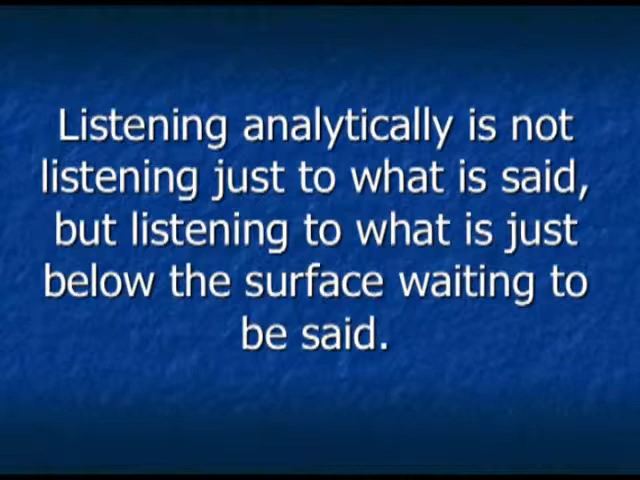 Listening analytically is not
listening just to what is said,
but listening to what is just
below the surface waiting to
be said.